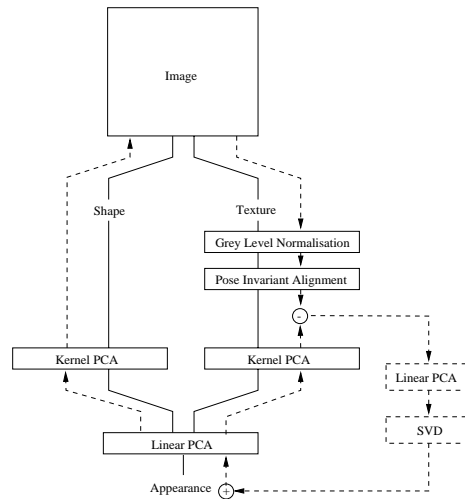 Image
Shape
Texture
Grey Level Normalisation
Pose Invariant Alignment
-
Kernel PCA
Kernel PCA
Linear PCA
SVD
Linear PCA
Appearance
+